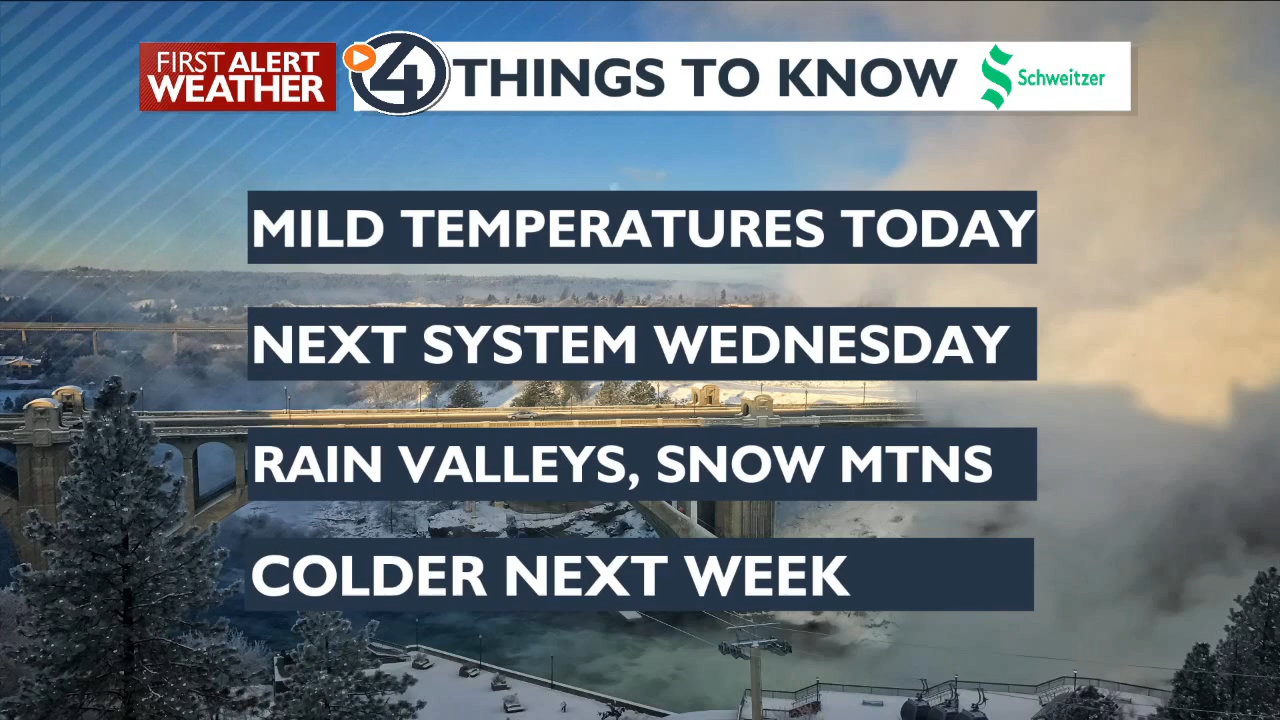 FIRST ALERT
WEATHER
4 THINGS TO KNOW
Schweitzer
MILD TEMPERATURES TODAY
NEXT SYSTEM WEDNESDAY
RAIN VALLEYS, SNOW MTNS
COLDER NEXT WEEK